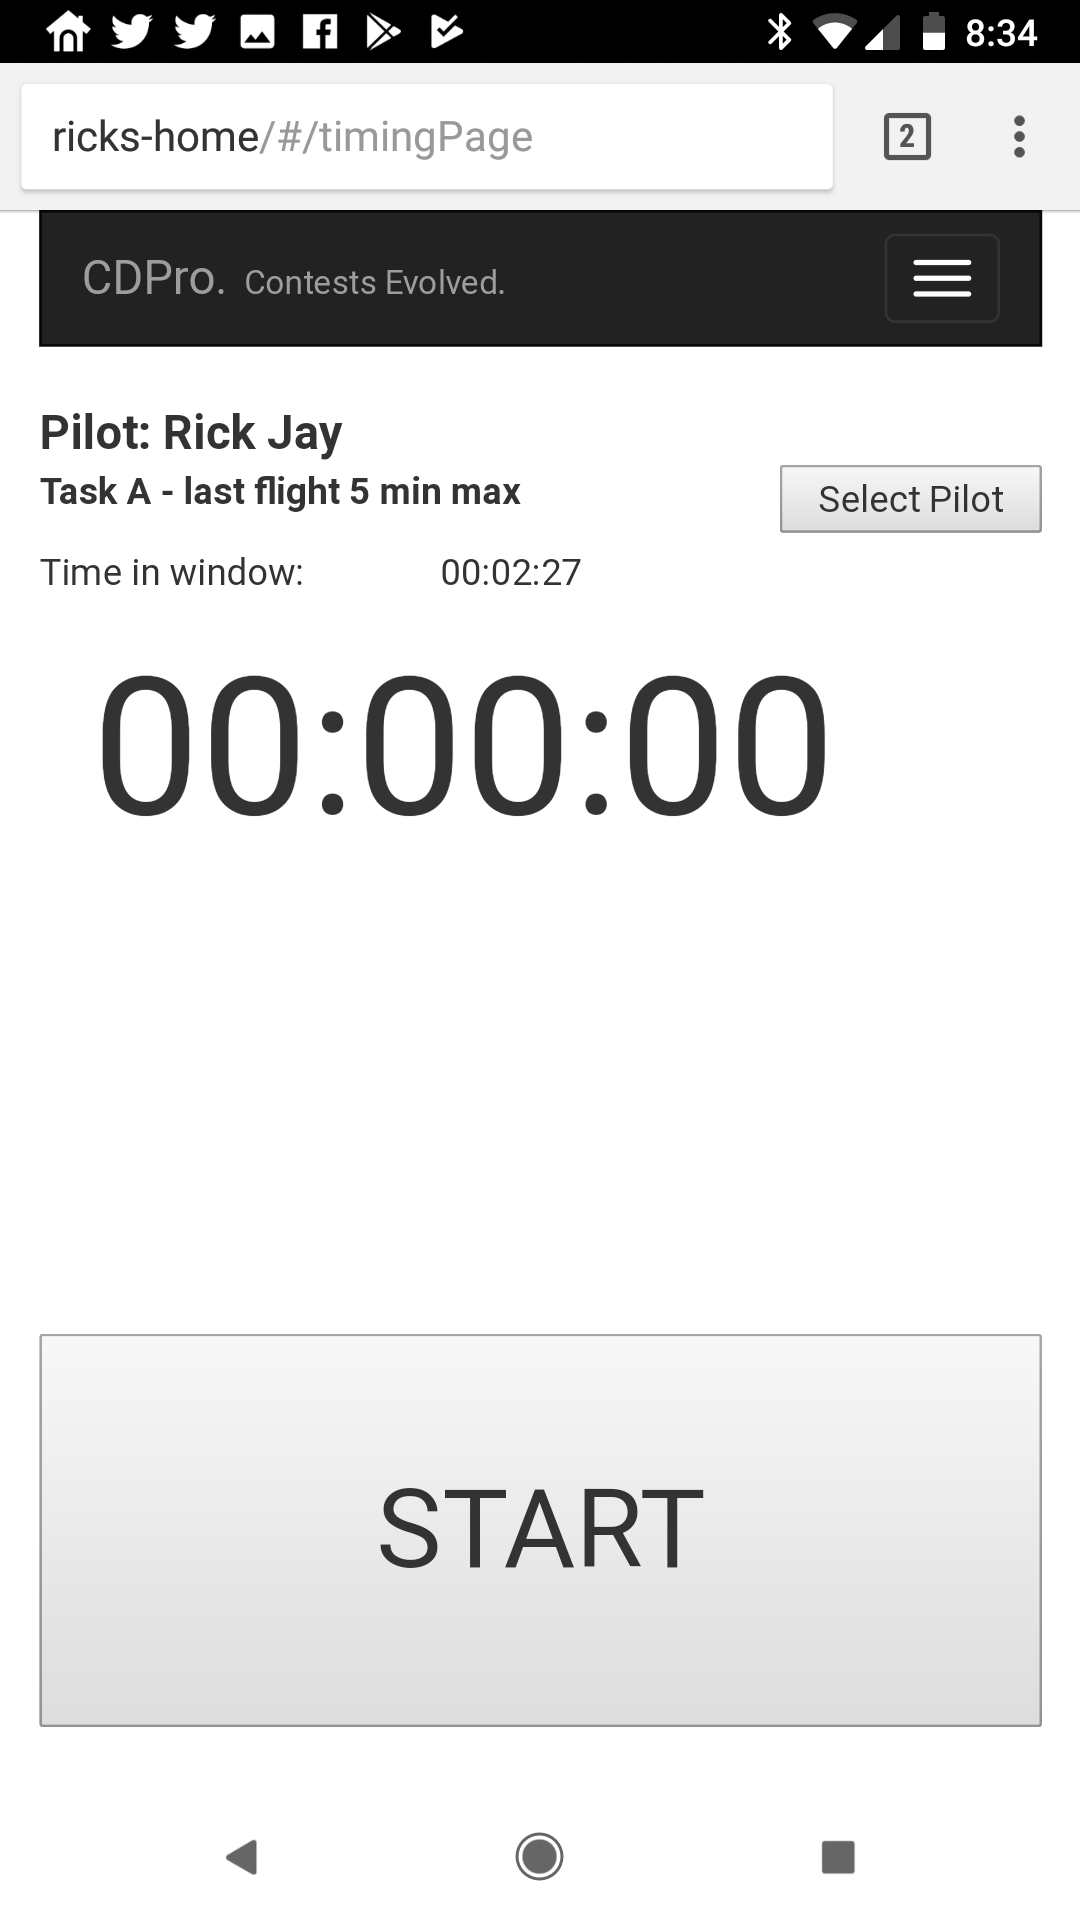 8:34
ricks-home/#/timingPage
2
CDPro. Contests Evolved.
Pilot: Rick Jay
Task A - last flight 5 min max
Select Pilot
Time in window: 00:02:27
00:00:00
START